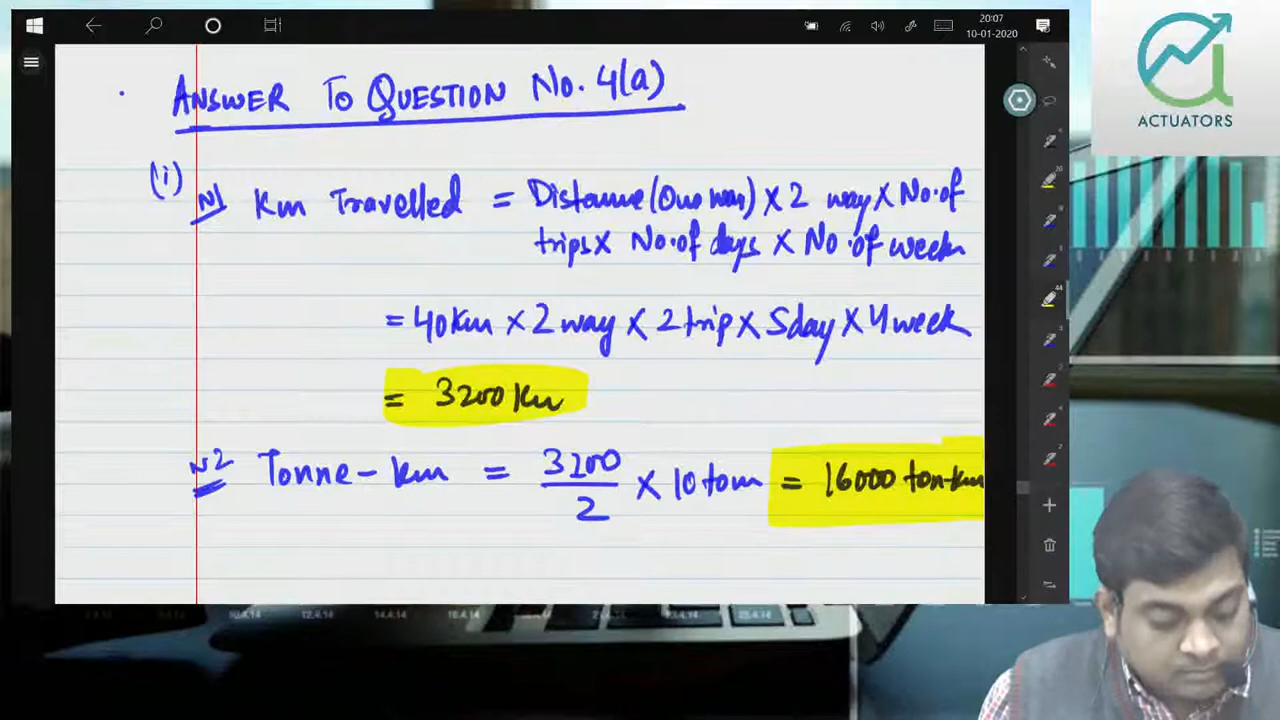 20:07
10-01-2020
ACTUATORS
ANSWER TO QUESTION No. 4(a)
(i) N1 Km Travelled = Distance (One way) × 2 way × No. of
trips × No. of days × No. of week
= 40 Km × 2 way × 2 trip × 5 day × 4 week
= 3200 Km
N2 Tonne-km = 3200/2 × 10 tonn = 16000 ton-km